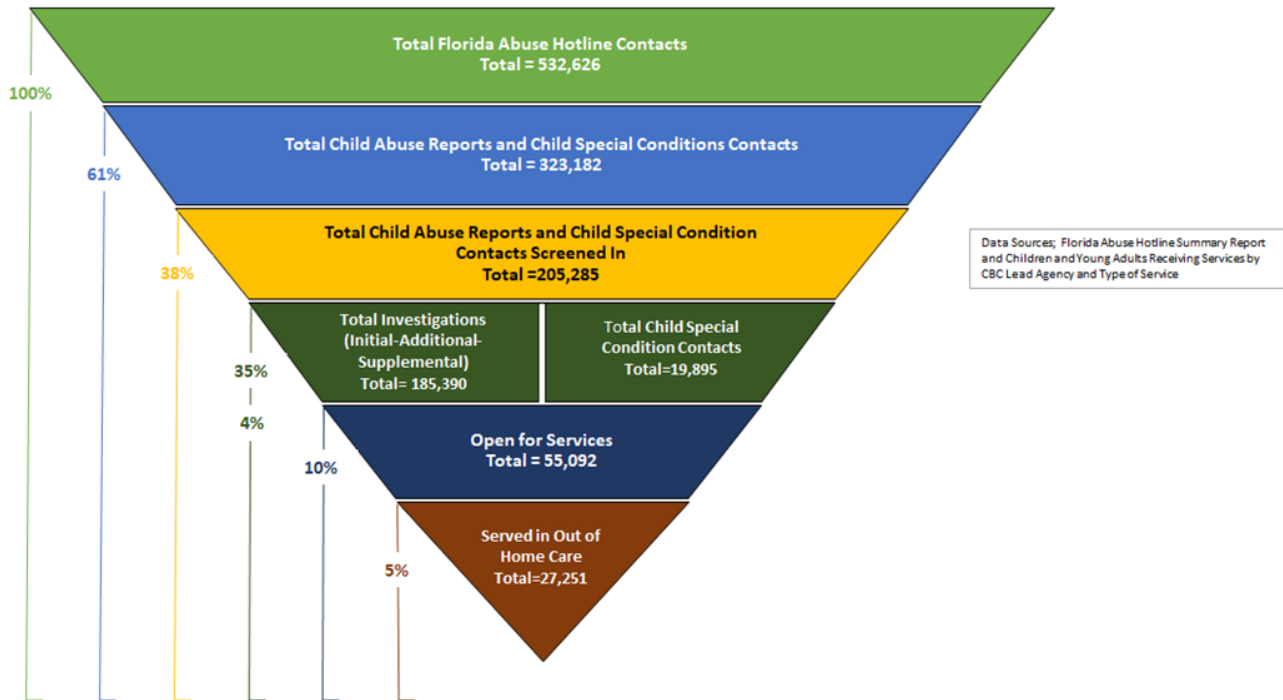 Total Florida Abuse Hotline Contacts
Total = 532,626
100%
Total Child Abuse Reports and Child Special Conditions Contacts
Total = 323,182
61%
Total Child Abuse Reports and Child Special Condition
Contacts Screened In
Total =205,285
38%
Data Sources; Florida Abuse Hotline Summary Report
and Children and Young Adults Receiving Services by
CBC Lead Agency and Type of Service
Total Investigations
(Initial-Additional-
Supplemental)
Total= 185,390
Total Child Special
Condition Contacts
Total=19,895
35%
4%
Open for Services
Total = 55,092
10%
Served in Out of
Home Care
Total=27,251
5%